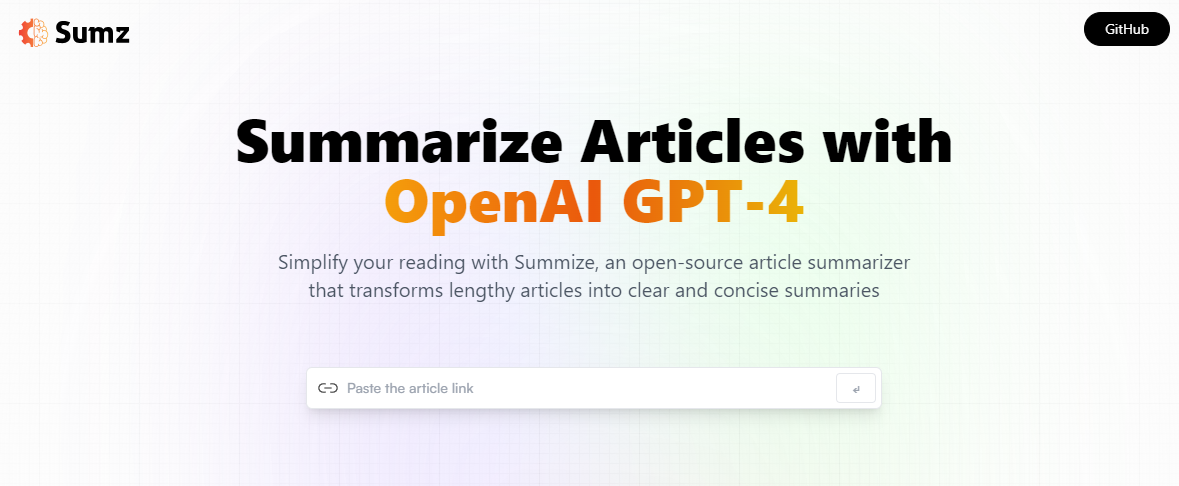 Sumz
GitHub
Summarize Articles with
OpenAI GPT-4
Simplify your reading with Summize, an open-source article summarizer
that transforms lengthy articles into clear and concise summaries
Paste the article link
↵